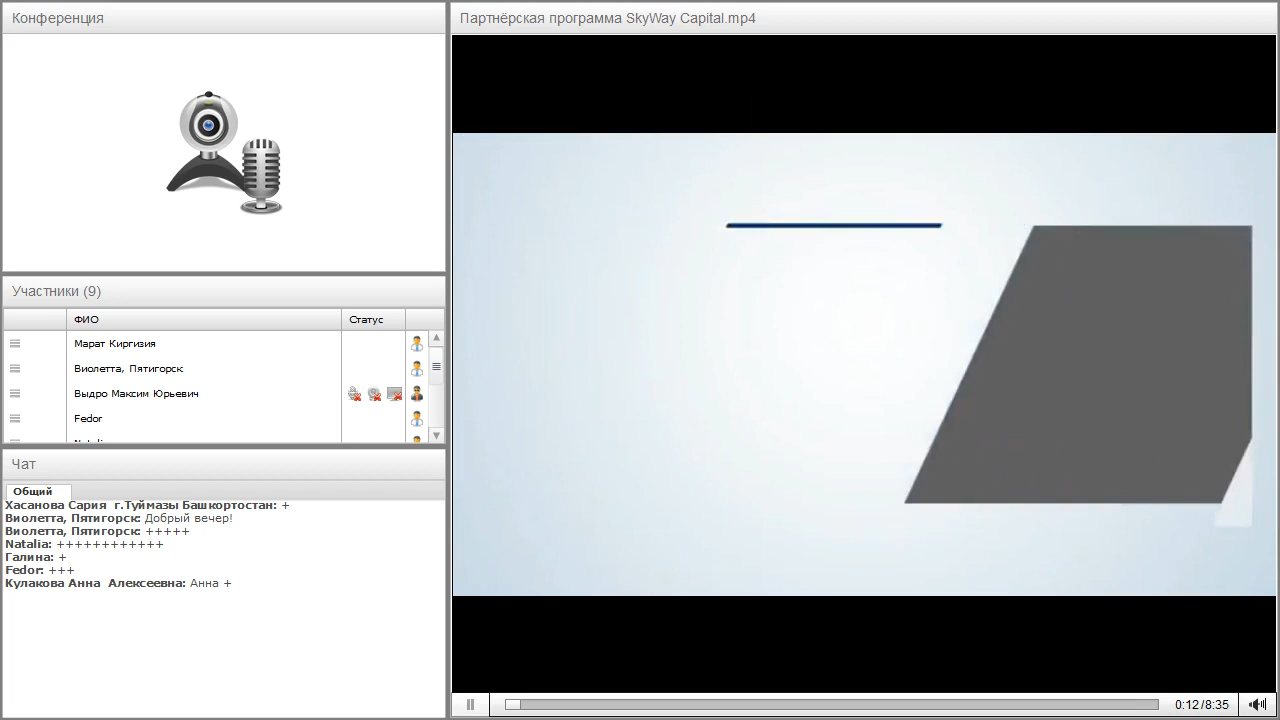 Конференция
Партнёрская программа SkyWay Capital.mp4
Участники (9)
ФИО
Статус
Марат Киргизия
Виолетта, Пятигорск
Выдро Максим Юрьевич
Fedor
Natalia
Чат
Общий
Хасанова Сария г.Туймазы Башкортостан: +
Виолетта, Пятигорск: Добрый вечер!
Виолетта, Пятигорск: +++++
Natalia: ++++++++++++
Галина: +
Fedor: +++
Кулакова Анна Алексеевна: Анна +
0:12/8:35